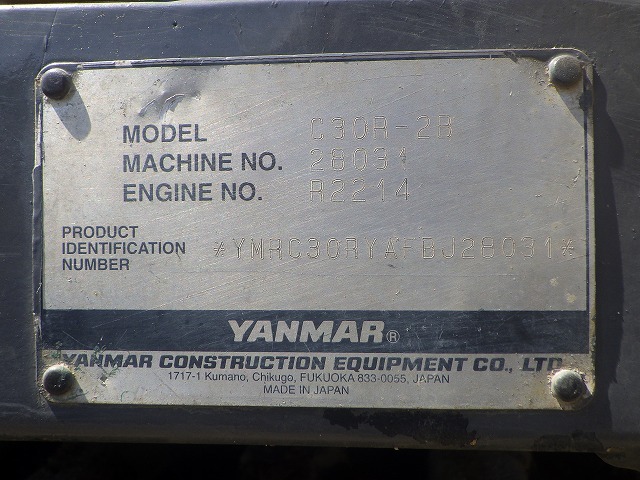 MODEL C30R-2B
MACHINE NO. 28031
ENGINE NO. R2214
PRODUCT
IDENTIFICATION
NUMBER *YMRC30RYAFBJ28031*
YANMAR®
YANMAR CONSTRUCTION EQUIPMENT CO., LTD.
1717-1 Kumano, Chikugo, FUKUOKA 833-0055, JAPAN
MADE IN JAPAN